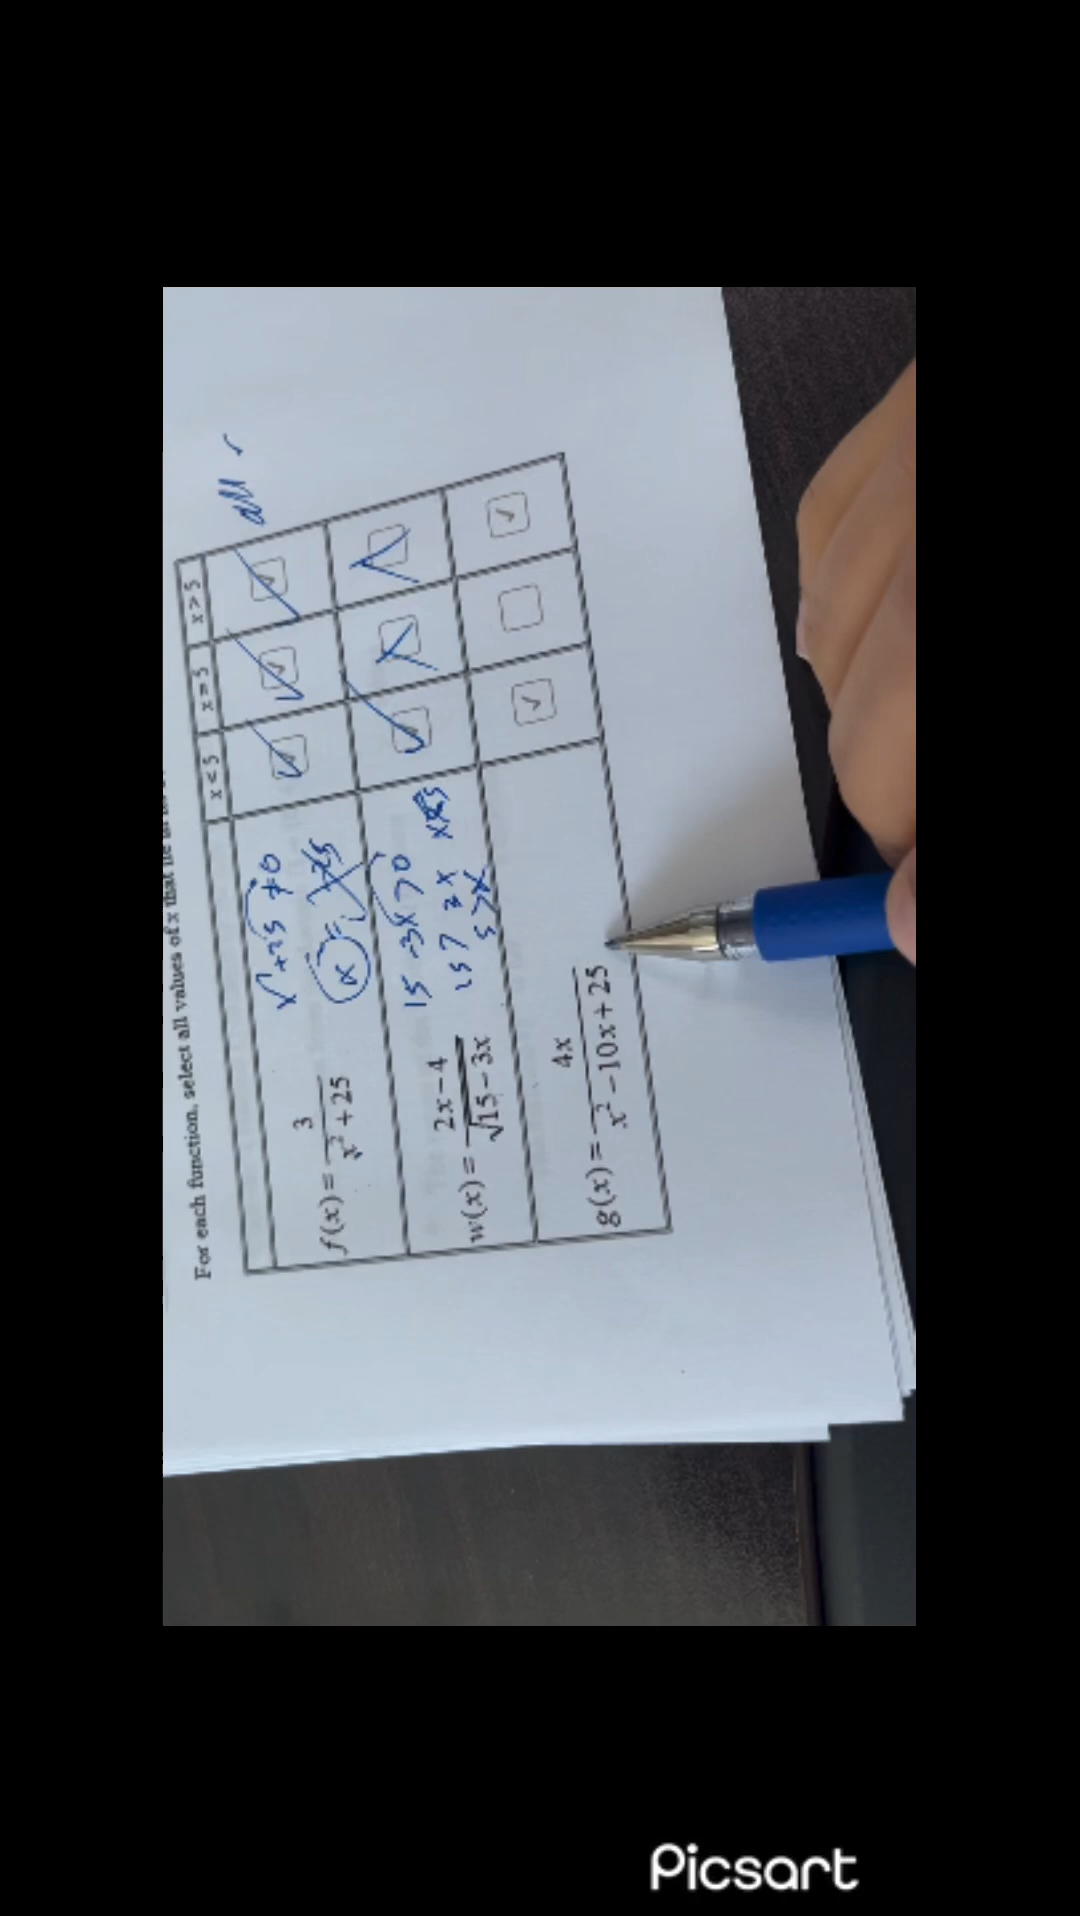 For each function, select all values of x that lie in
x < 5 x = 5 x > 5
all
f(x) = 3 / x² + 25
x² + 25 ≠ 0
w(x) = 2x − 4 / √15 − 3x
15 − 3x > 0
15 > 3x
5 > x
g(x) = 4x / x² − 10x + 25
Picsart